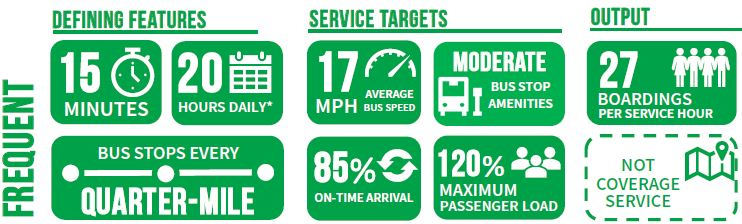 FREQUENT
DEFINING FEATURES
15
MINUTES
20
HOURS DAILY*
BUS STOPS EVERY
QUARTER-MILE
SERVICE TARGETS
17
MPH
AVERAGE
BUS SPEED
MODERATE
BUS STOP
AMENITIES
85%
ON-TIME ARRIVAL
120%
MAXIMUM
PASSENGER LOAD
OUTPUT
27
BOARDINGS
PER SERVICE HOUR
NOT
COVERAGE
SERVICE